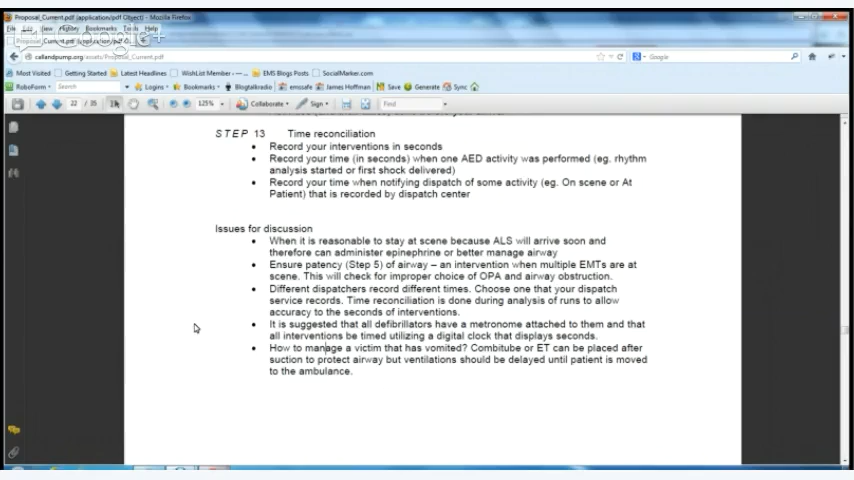 Proposal_Current.pdf (application/pdf Object) - Mozilla Firefox
File Edit View History Bookmarks Tools Help
Google+
callandpump.org/assets/Proposal_Current.pdf
Google
Most Visited Getting Started Latest Headlines WishList Member -... EMS Blogs Posts SocialMarker.com
RoboForm Search Logins Bookmarks Blogtalkradio emssafe James Hoffman Save Generate Sync
22 / 35 125% Collaborate Sign Find
STEP 13 Time reconciliation
• Record your interventions in seconds
• Record your time (in seconds) when one AED activity was performed (eg. rhythm
analysis started or first shock delivered)
• Record your time when notifying dispatch of some activity (eg. On scene or At
Patient) that is recorded by dispatch center
Issues for discussion
• When it is reasonable to stay at scene because ALS will arrive soon and
therefore can administer epinephrine or better manage airway
• Ensure patency (Step 5) of airway – an intervention when multiple EMTs are at
scene. This will check for improper choice of OPA and airway obstruction.
• Different dispatchers record different times. Choose one that your dispatch
service records. Time reconciliation is done during analysis of runs to allow
accuracy to the seconds of interventions.
• It is suggested that all defibrillators have a metronome attached to them and that
all interventions be timed utilizing a digital clock that displays seconds.
• How to manage a victim that has vomited? Combitube or ET can be placed after
suction to protect airway but ventilations should be delayed until patient is moved
to the ambulance.